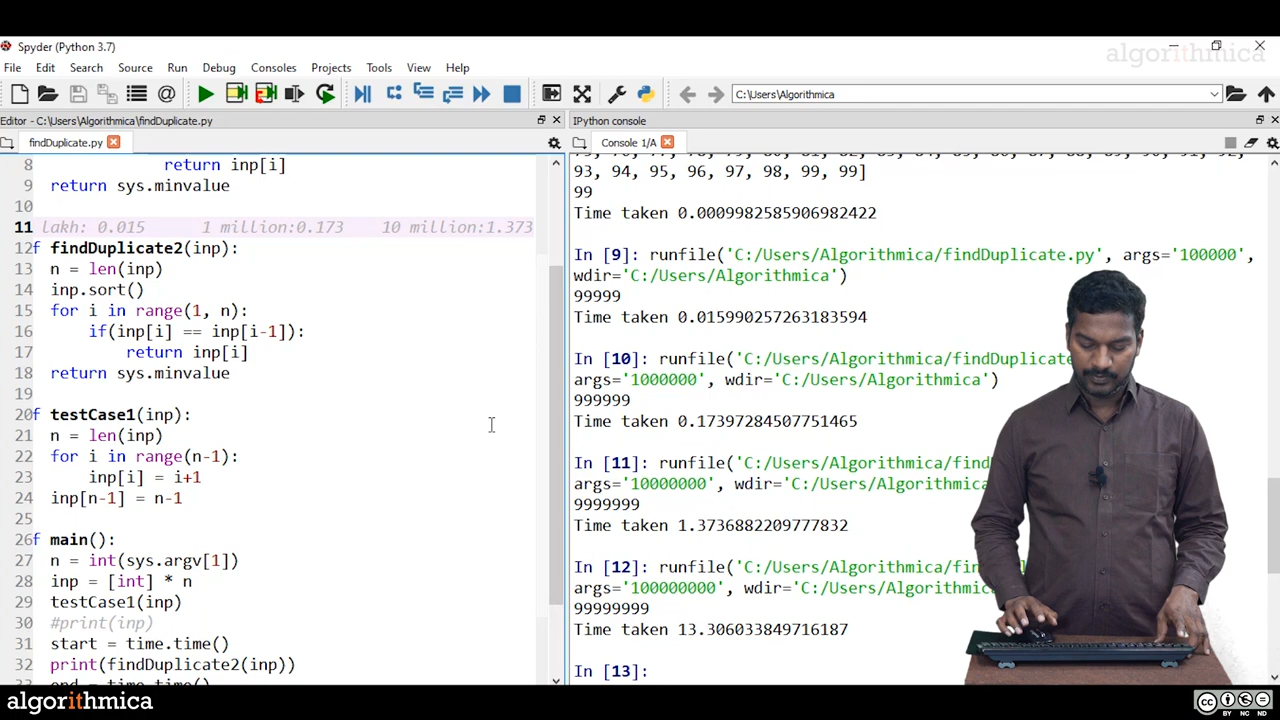 Spyder (Python 3.7)
algorithmica
File Edit Search Source Run Debug Consoles Projects Tools View Help
C:\Users\Algorithmica
Editor - C:\Users\Algorithmica\findDuplicate.py
IPython console
findDuplicate.py
Console 1/A
8 return inp[i]
9 return sys.minvalue
10
11 lakh: 0.015 1 million:0.173 10 million:1.373
12 f findDuplicate2(inp):
13 n = len(inp)
14 inp.sort()
15 for i in range(1, n):
16 if(inp[i] == inp[i-1]):
17 return inp[i]
18 return sys.minvalue
19
20 f testCase1(inp):
21 n = len(inp)
22 for i in range(n-1):
23 inp[i] = i+1
24 inp[n-1] = n-1
25
26 f main():
27 n = int(sys.argv[1])
28 inp = [int] * n
29 testCase1(inp)
30 #print(inp)
31 start = time.time()
32 print(findDuplicate2(inp))
93, 94, 95, 96, 97, 98, 99, 99]
99
Time taken 0.0009982585906982422
In [9]: runfile('C:/Users/Algorithmica/findDuplicate.py', args='100000',
wdir='C:/Users/Algorithmica')
99999
Time taken 0.015990257263183594
In [10]: runfile('C:/Users/Algorithmica/findDuplicate
args='1000000', wdir='C:/Users/Algorithmica')
999999
Time taken 0.17397284507751465
In [11]: runfile('C:/Users/Algorithmica/find
args='10000000', wdir='C:/Users/Algorithmica
9999999
Time taken 1.3736882209777832
In [12]: runfile('C:/Users/Algorithmica/fin
args='100000000', wdir='C:/Users/Algorithmica
99999999
Time taken 13.306033849716187
In [13]:
algorithmica
cc BY NC ND